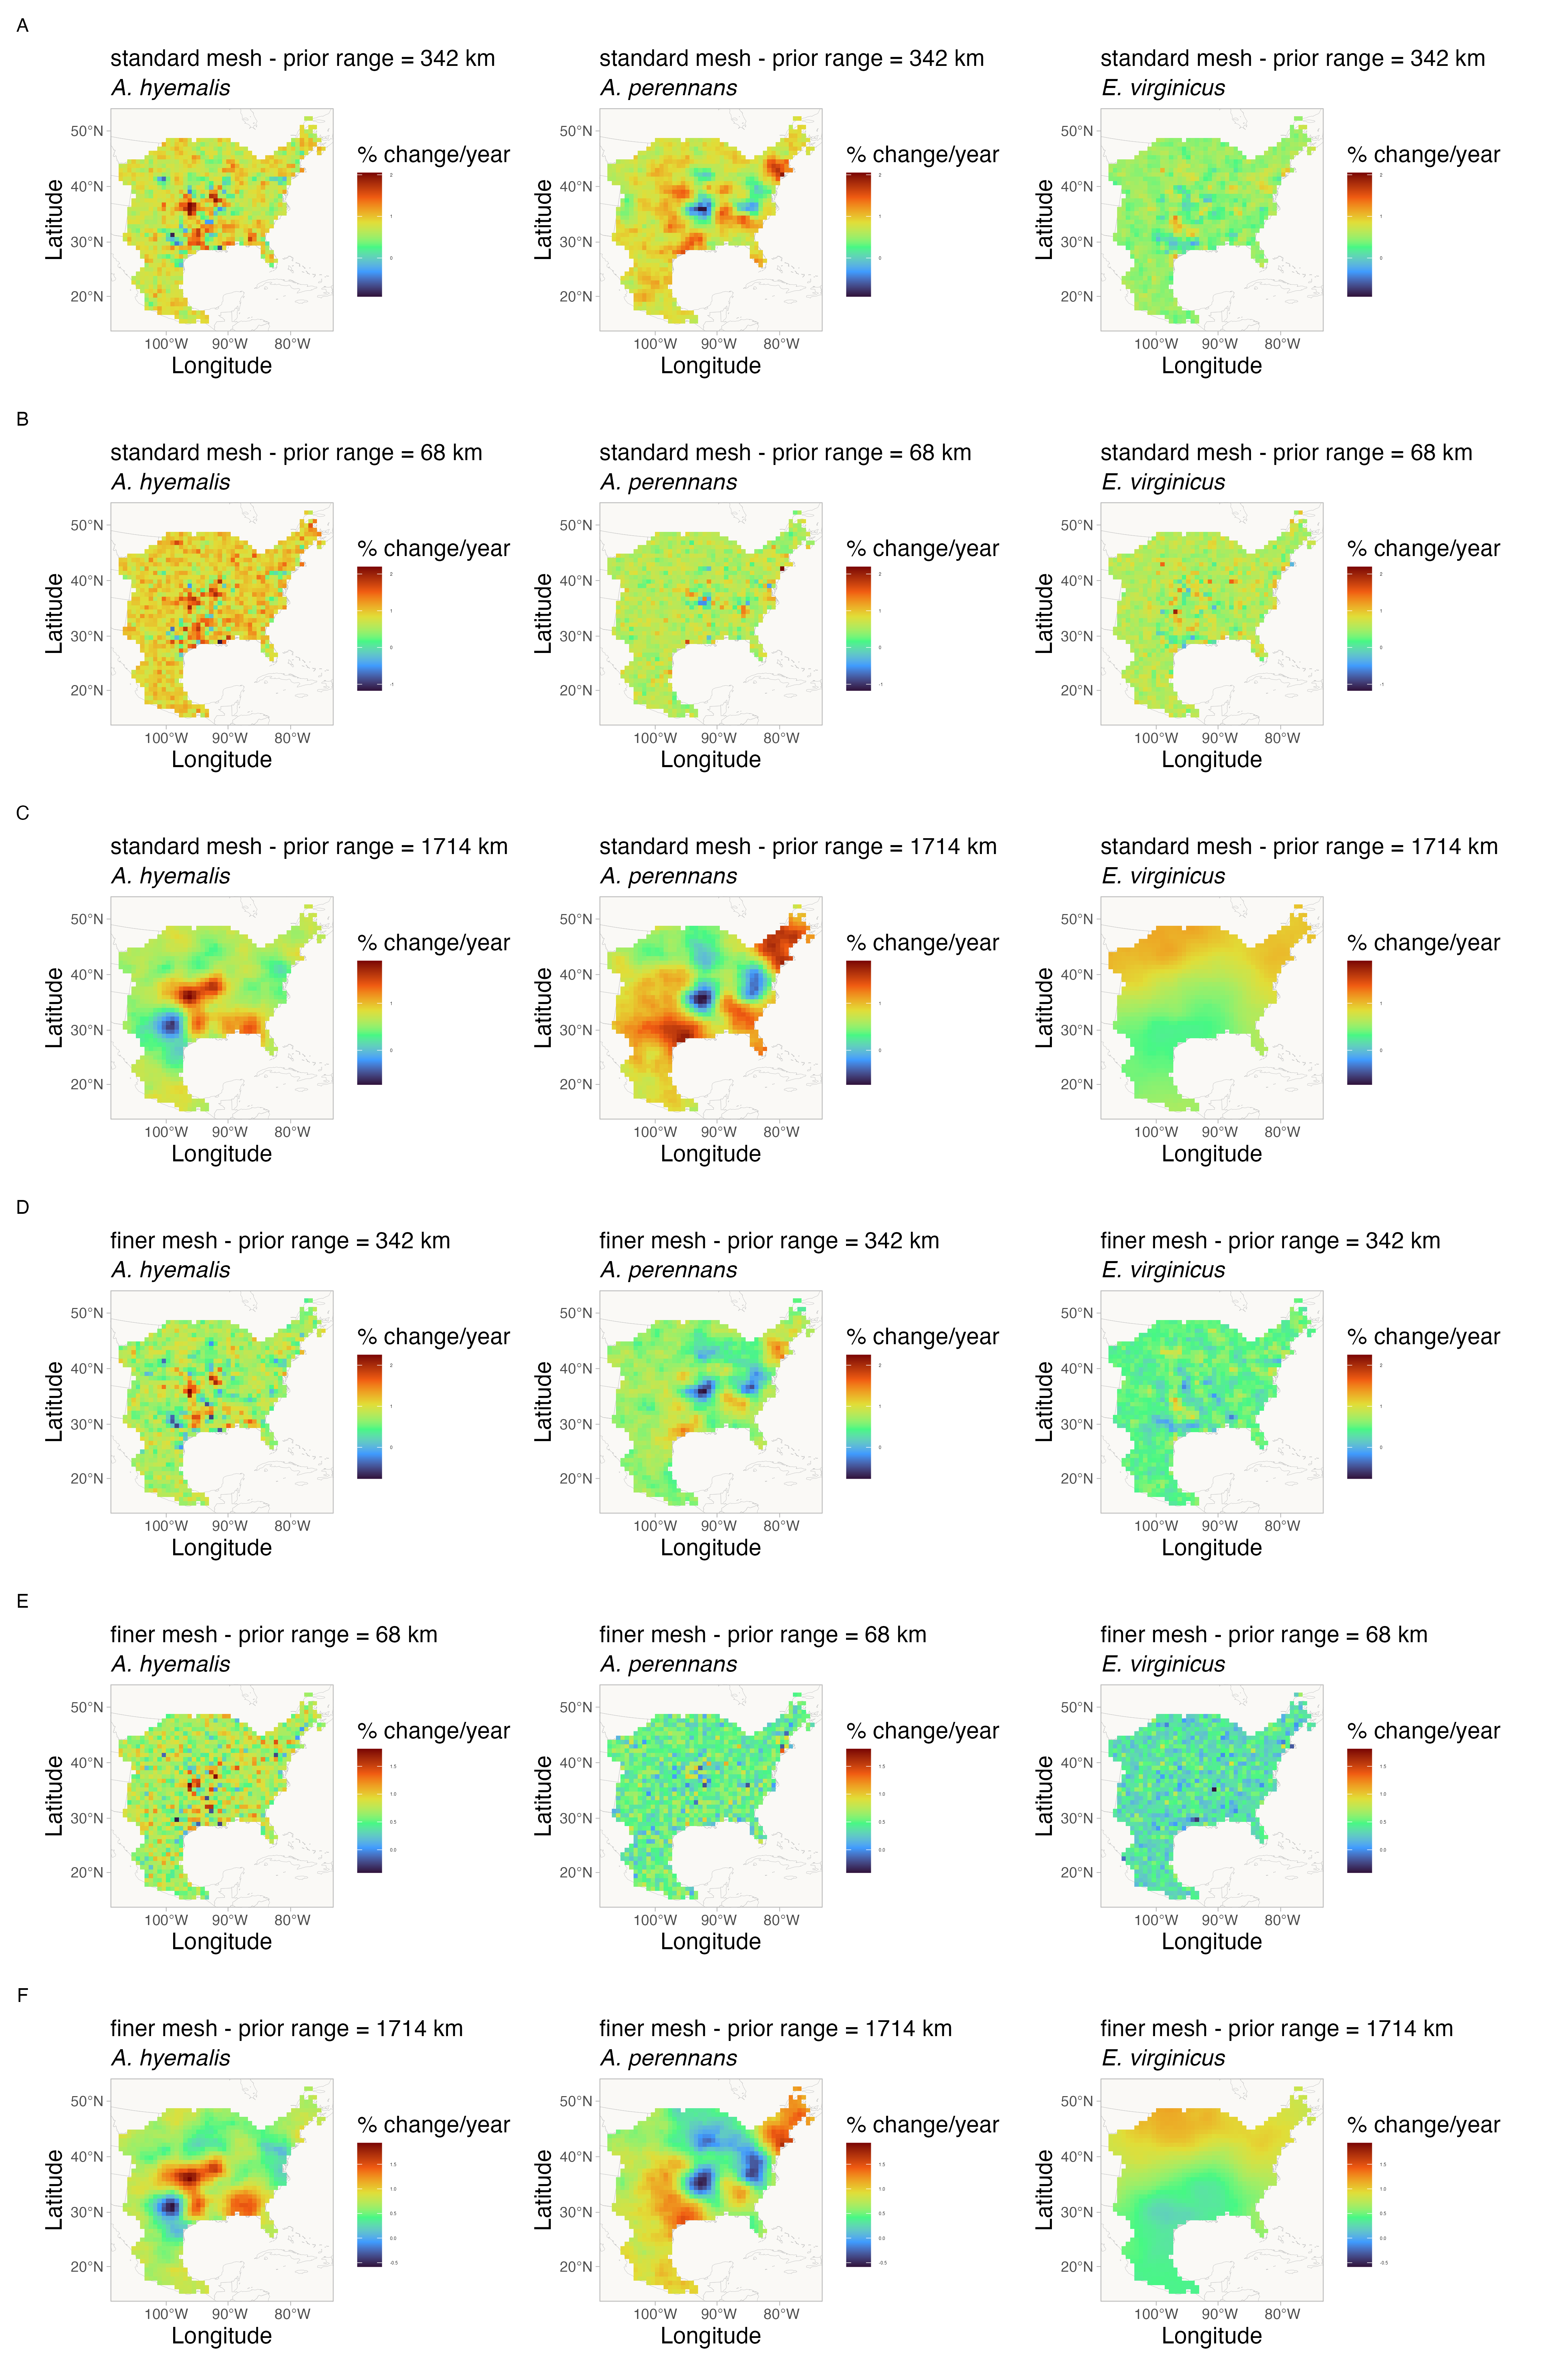 A
standard mesh - prior range = 342 km
A. hyemalis
standard mesh - prior range = 342 km
A. perennans
standard mesh - prior range = 342 km
E. virginicus
% change/year
2
1
0
% change/year
2
1
0
% change/year
2
1
0
Latitude
50°N
40°N
30°N
20°N
Latitude
50°N
40°N
30°N
20°N
Latitude
50°N
40°N
30°N
20°N
100°W 90°W 80°W
100°W 90°W 80°W
100°W 90°W 80°W
Longitude
Longitude
Longitude
B
standard mesh - prior range = 68 km
A. hyemalis
standard mesh - prior range = 68 km
A. perennans
standard mesh - prior range = 68 km
E. virginicus
% change/year
2
1
0
-1
% change/year
2
1
0
-1
% change/year
2
1
0
-1
Latitude
50°N
40°N
30°N
20°N
Latitude
50°N
40°N
30°N
20°N
Latitude
50°N
40°N
30°N
20°N
100°W 90°W 80°W
100°W 90°W 80°W
100°W 90°W 80°W
Longitude
Longitude
Longitude
C
standard mesh - prior range = 1714 km
A. hyemalis
standard mesh - prior range = 1714 km
A. perennans
standard mesh - prior range = 1714 km
E. virginicus
% change/year
1
0
% change/year
1
0
% change/year
1
0
Latitude
50°N
40°N
30°N
20°N
Latitude
50°N
40°N
30°N
20°N
Latitude
50°N
40°N
30°N
20°N
100°W 90°W 80°W
100°W 90°W 80°W
100°W 90°W 80°W
Longitude
Longitude
Longitude
D
finer mesh - prior range = 342 km
A. hyemalis
finer mesh - prior range = 342 km
A. perennans
finer mesh - prior range = 342 km
E. virginicus
% change/year
2
1
0
% change/year
2
1
0
% change/year
2
1
0
Latitude
50°N
40°N
30°N
20°N
Latitude
50°N
40°N
30°N
20°N
Latitude
50°N
40°N
30°N
20°N
100°W 90°W 80°W
100°W 90°W 80°W
100°W 90°W 80°W
Longitude
Longitude
Longitude
E
finer mesh - prior range = 68 km
A. hyemalis
finer mesh - prior range = 68 km
A. perennans
finer mesh - prior range = 68 km
E. virginicus
% change/year
1.5
1.0
0.5
0.0
% change/year
1.5
1.0
0.5
0.0
% change/year
1.5
1.0
0.5
0.0
Latitude
50°N
40°N
30°N
20°N
Latitude
50°N
40°N
30°N
20°N
Latitude
50°N
40°N
30°N
20°N
100°W 90°W 80°W
100°W 90°W 80°W
100°W 90°W 80°W
Longitude
Longitude
Longitude
F
finer mesh - prior range = 1714 km
A. hyemalis
finer mesh - prior range = 1714 km
A. perennans
finer mesh - prior range = 1714 km
E. virginicus
% change/year
1.5
1.0
0.5
0.0
-0.5
% change/year
1.5
1.0
0.5
0.0
-0.5
% change/year
1.5
1.0
0.5
0.0
-0.5
Latitude
50°N
40°N
30°N
20°N
Latitude
50°N
40°N
30°N
20°N
Latitude
50°N
40°N
30°N
20°N
100°W 90°W 80°W
100°W 90°W 80°W
100°W 90°W 80°W
Longitude
Longitude
Longitude